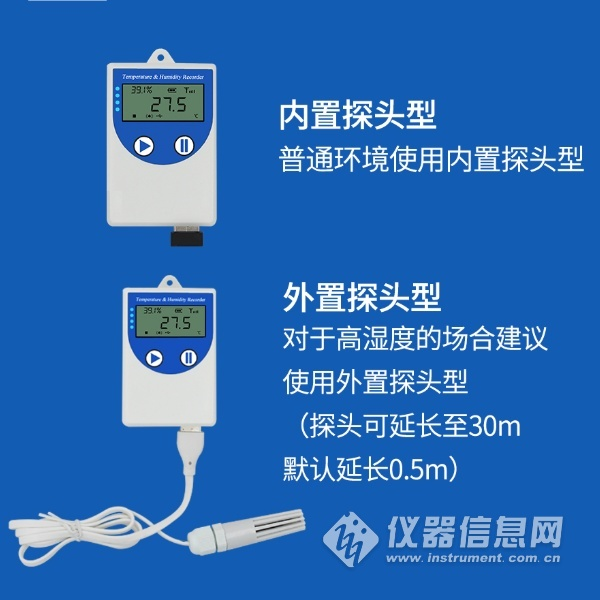 Temperature & Humidity Recorder
39.1%
27.5
℃
内置探头型
普通环境使用内置探头型
Temperature & Humidity Recorder
39.1%
27.5
℃
外置探头型
对于高湿度的场合建议
使用外置探头型
（探头可延长至30m
默认延长0.5m）
仪器信息网
www.instrument.com.cn